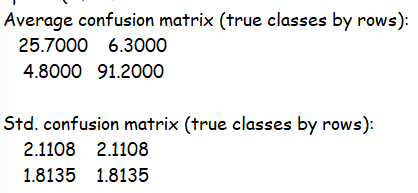 Average confusion matrix (true classes by rows):
25.7000 6.3000
4.8000 91.2000
Std. confusion matrix (true classes by rows):
2.1108 2.1108
1.8135 1.8135